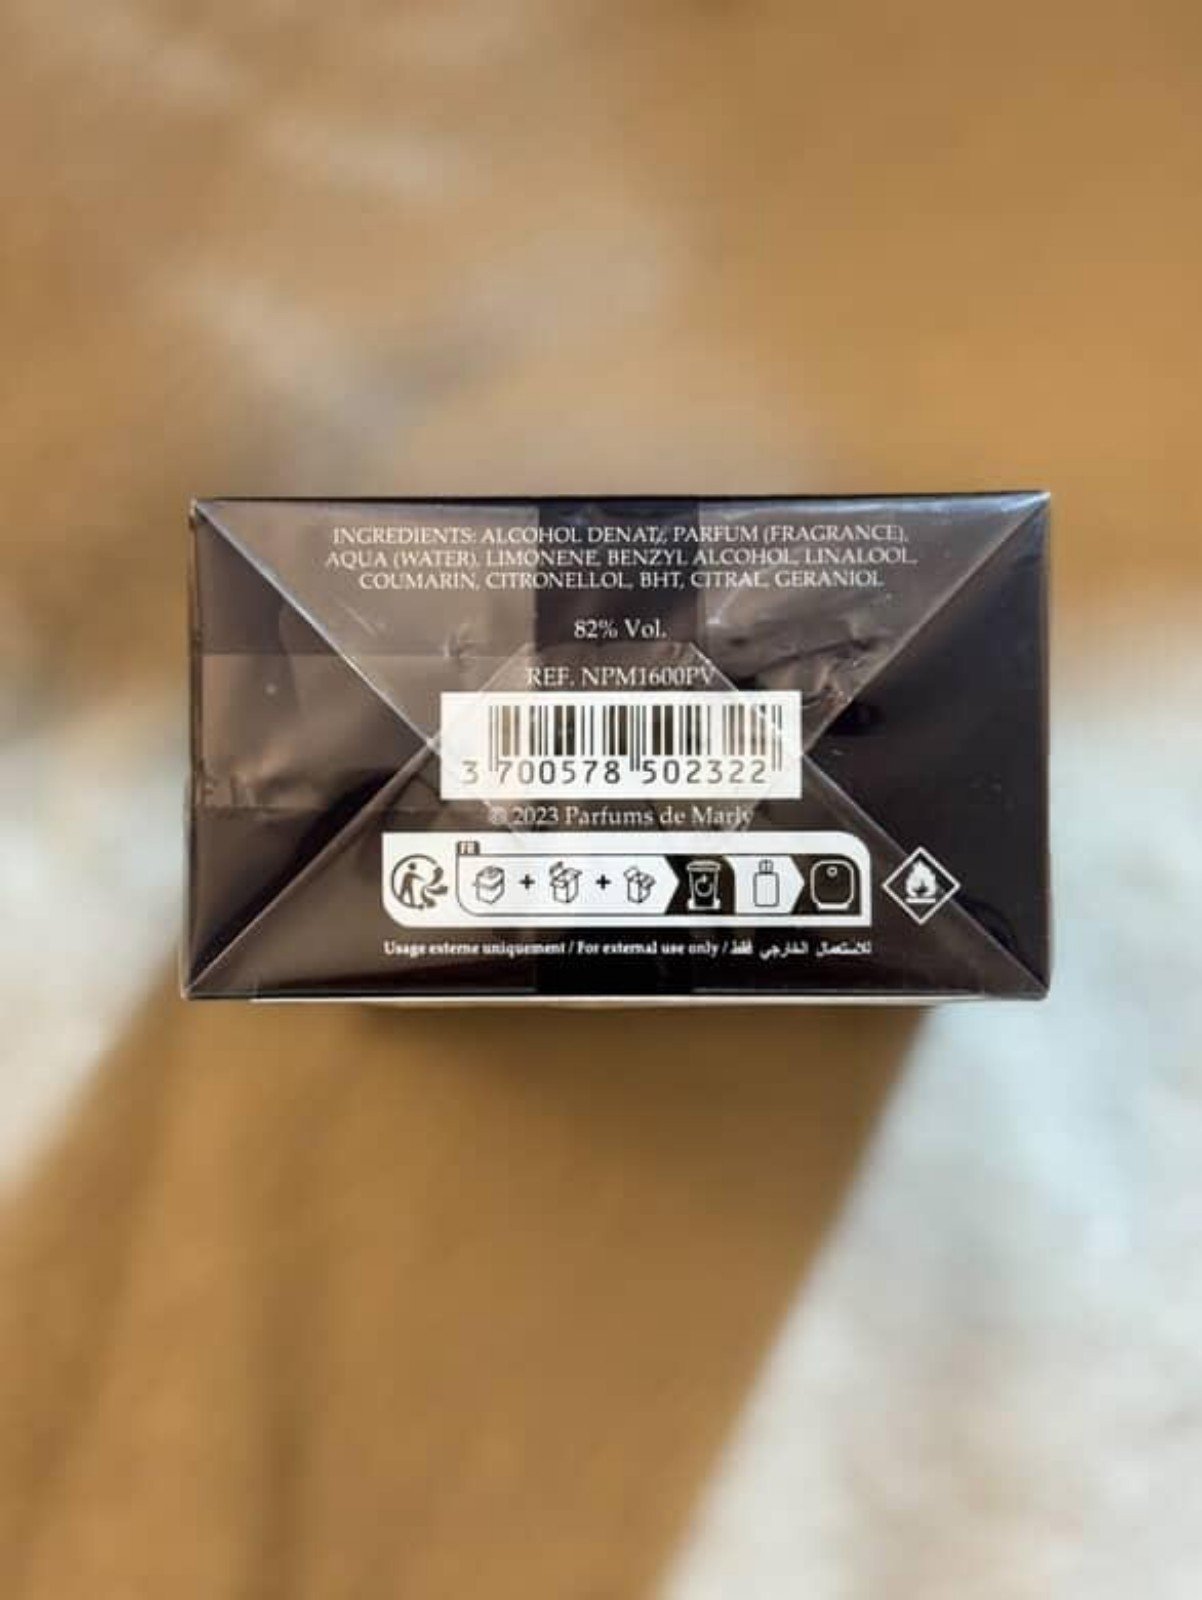 INGREDIENTS: ALCOHOL DENAT., PARFUM (FRAGRANCE),
AQUA (WATER), LIMONENE, BENZYL ALCOHOL, LINALOOL,
COUMARIN, CITRONELLOL, BHT, CITRAL, GERANIOL
82% Vol.
REF. NPM1600PV
3 700578 502322
© 2023 Parfums de Marly
FR
+ +
Usage externe uniquement / For external use only / للاستعمال الخارجي فقط